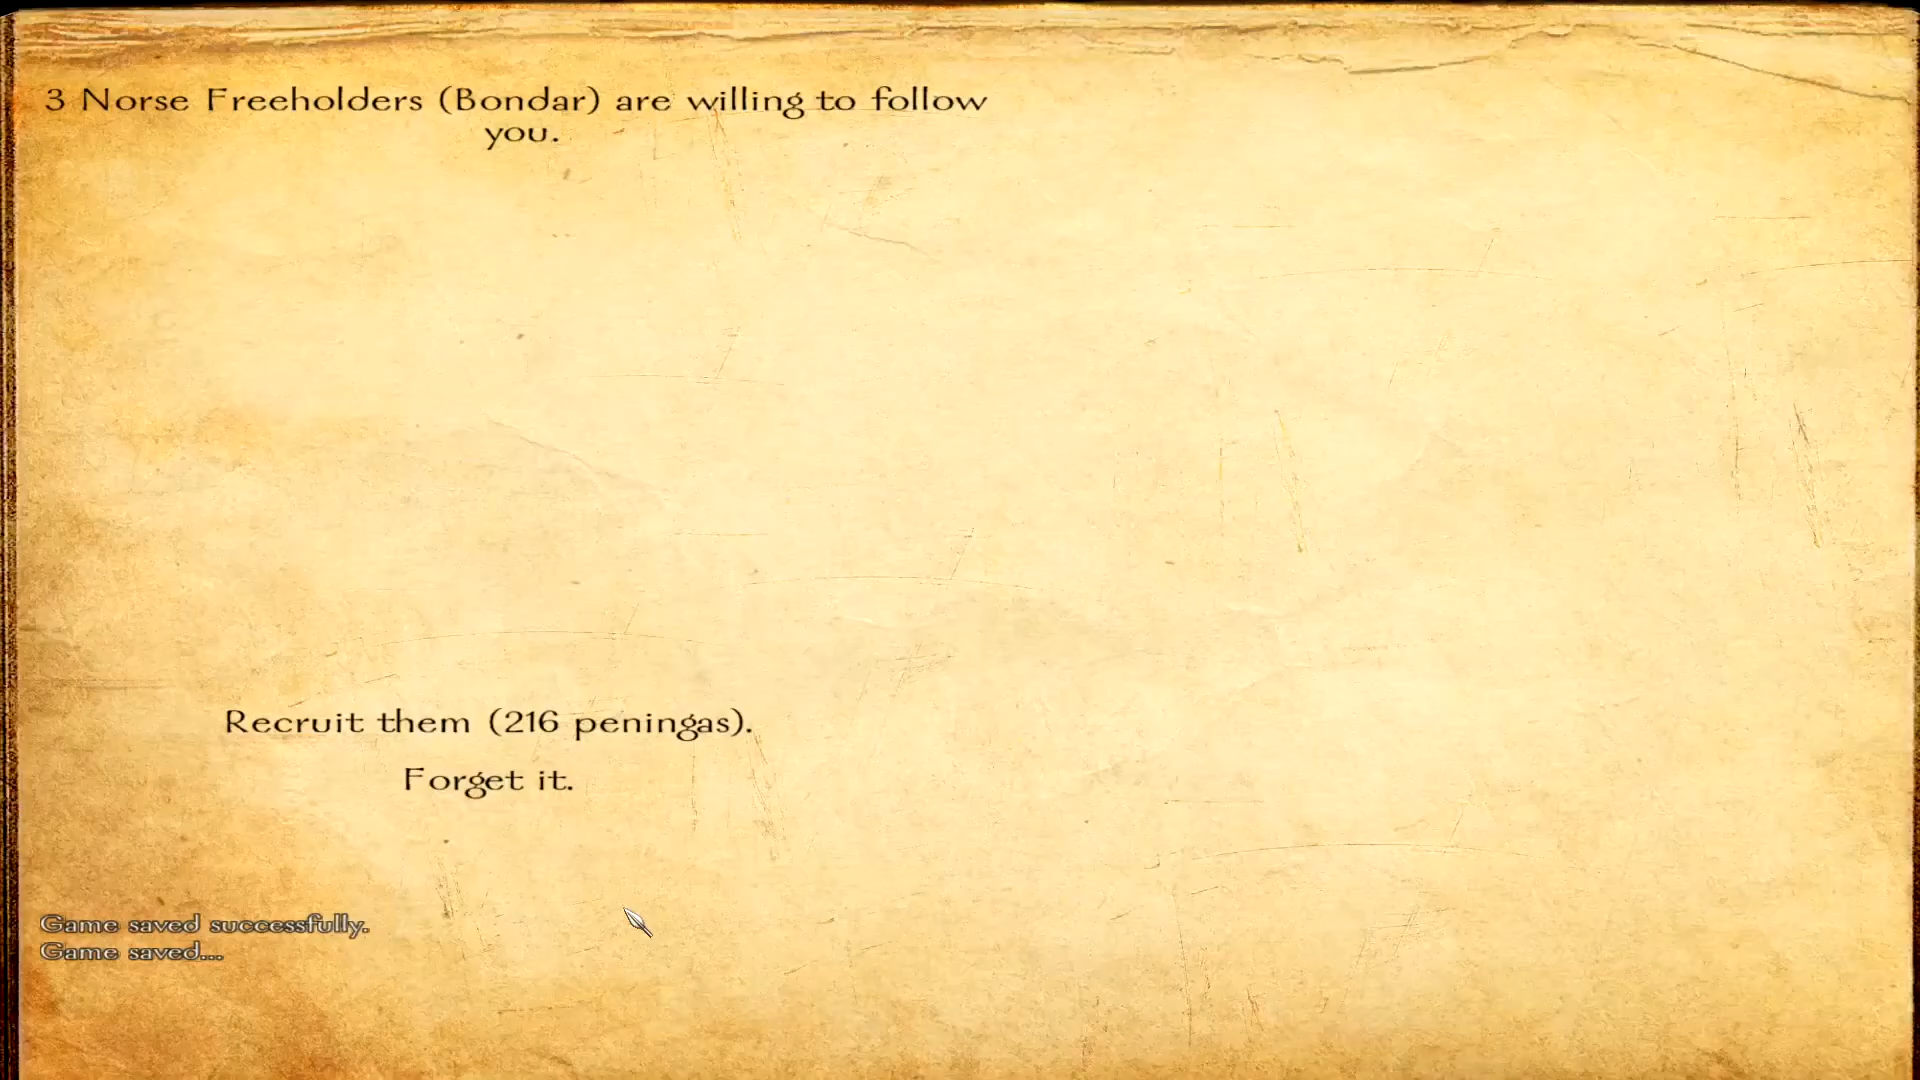 3 Norse Freeholders (Bondar) are willing to follow
you.
Recruit them (216 peningas).
Forget it.
Game saved successfully.
Game saved...